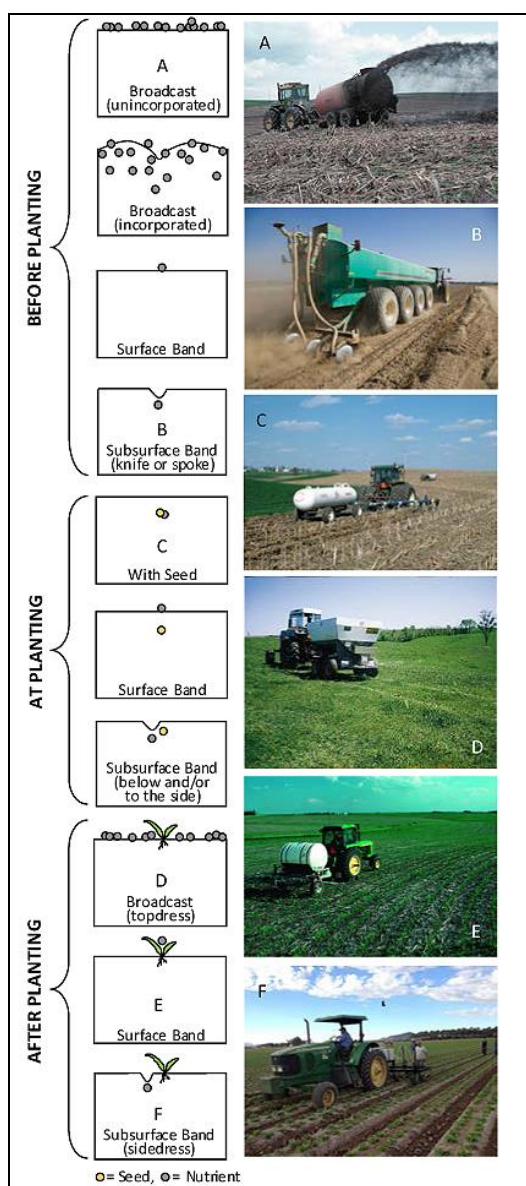 BEFORE PLANTING
A
Broadcast
(unincorporated)
Broadcast
(incorporated)
Surface Band
B
Subsurface Band
(knife or spoke)
AT PLANTING
C
With Seed
Surface Band
Subsurface Band
(below and/or
to the side)
AFTER PLANTING
D
Broadcast
(topdress)
E
Surface Band
F
Subsurface Band
(sidedress)
= Seed, = Nutrient
A
B
C
D
E
F